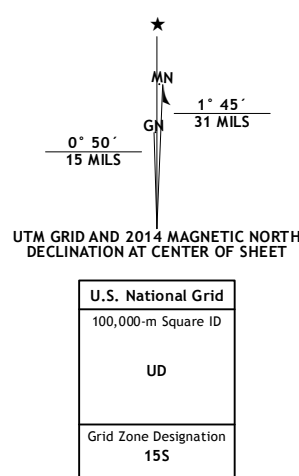 MN
1° 45´
31 MILS
GN
0° 50´
15 MILS
UTM GRID AND 2014 MAGNETIC NORTH
DECLINATION AT CENTER OF SHEET
U.S. National Grid
100,000-m Square ID
UD
Grid Zone Designation
15S